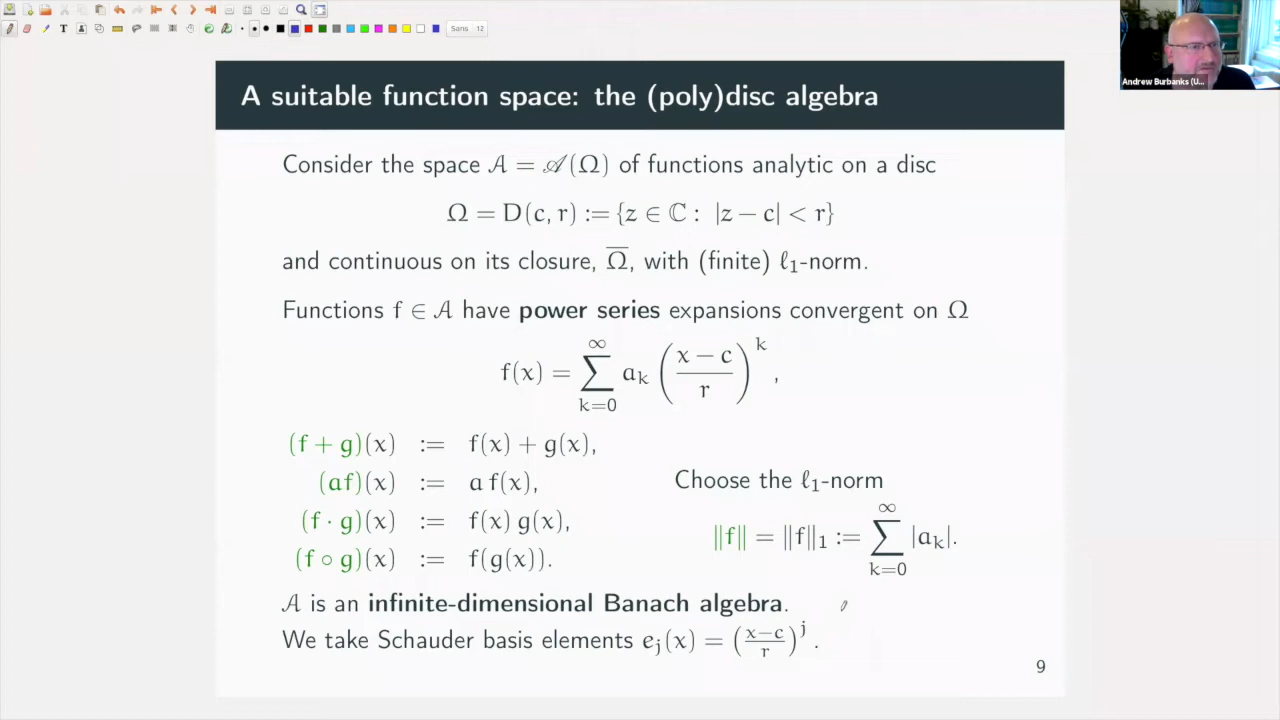 Sans 12
Andrew Burbanks (U...
A suitable function space: the (poly)disc algebra
Consider the space 𝒜 = 𝒜(Ω) of functions analytic on a disc
Ω = D(c, r) := {z ∈ ℂ : |z − c| < r}
and continuous on its closure, Ω̅, with (finite) ℓ₁-norm.
Functions f ∈ 𝒜 have power series expansions convergent on Ω
f(x) = ∑_{k=0}^{∞} a_k ((x − c)/r)^k,
(f + g)(x) := f(x) + g(x),
(af)(x) := a f(x),
(f · g)(x) := f(x) g(x),
(f ∘ g)(x) := f(g(x)).
Choose the ℓ₁-norm
‖f‖ = ‖f‖₁ := ∑_{k=0}^{∞} |a_k|.
𝒜 is an infinite-dimensional Banach algebra.
We take Schauder basis elements e_j(x) = ((x−c)/r)^j .
9